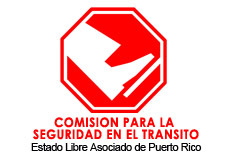 COMISION PARA LA
SEGURIDAD EN EL TRANSITO
Estado Libre Asociado de Puerto Rico